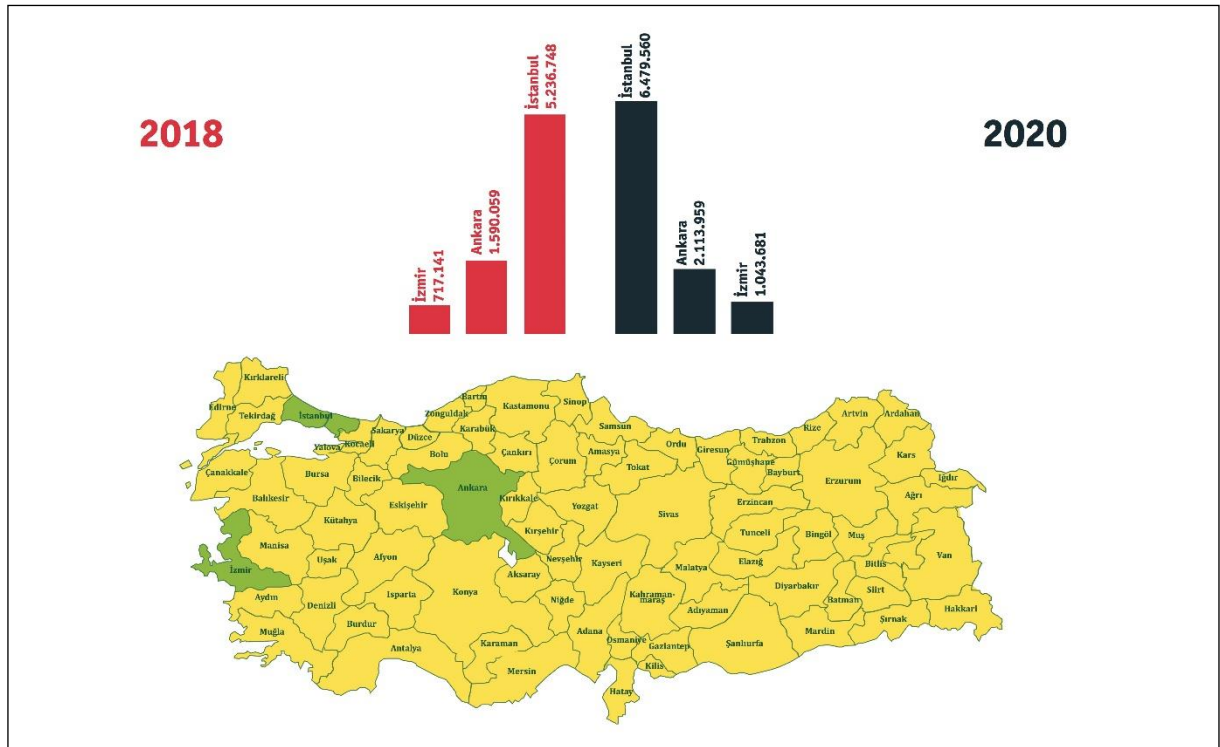 2018
2020
İzmir
717.141
Ankara
1.590.059
İstanbul
5.236.748
İstanbul
6.479.560
Ankara
2.113.959
İzmir
1.043.681
Kırklareli
Edirne
Tekirdağ
İstanbul
Yalova
Kocaeli
Sakarya
Düzce
Zonguldak
Bartın
Karabük
Kastamonu
Sinop
Samsun
Bolu
Çankırı
Çorum
Amasya
Tokat
Ordu
Giresun
Trabzon
Gümüşhane
Bayburt
Rize
Artvin
Ardahan
Kars
Iğdır
Ağrı
Erzurum
Erzincan
Çanakkale
Bursa
Bilecik
Balıkesir
Eskişehir
Kütahya
Ankara
Kırıkkale
Yozgat
Sivas
Kırşehir
Tunceli
Bingöl
Muş
Van
Bitlis
Manisa
İzmir
Uşak
Afyon
Konya
Aksaray
Nevşehir
Kayseri
Malatya
Elazığ
Diyarbakır
Batman
Siirt
Şırnak
Hakkari
Aydın
Denizli
Isparta
Burdur
Muğla
Antalya
Karaman
Mersin
Niğde
Adana
Kahraman-
maraş
Adıyaman
Osmaniye
Gaziantep
Kilis
Şanlıurfa
Mardin
Hatay